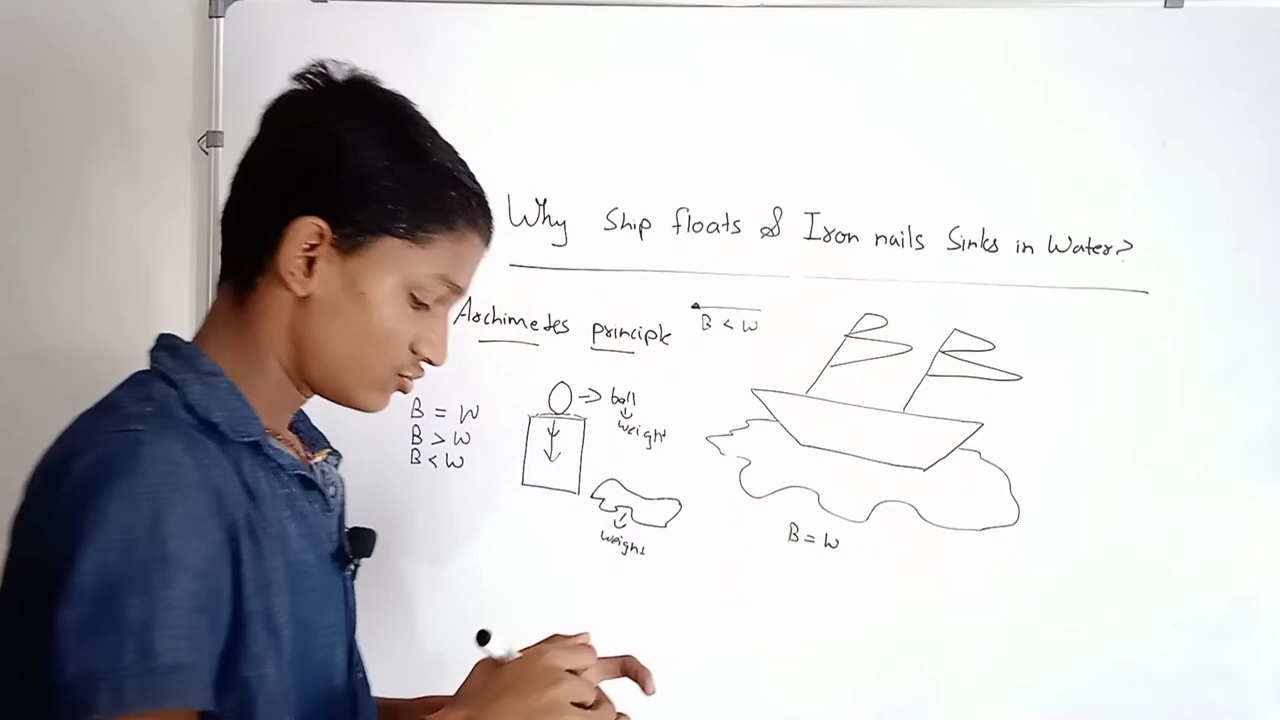 Why Ship floats & Iron nails Sinks in Water?
Archimedes principle
B < W
B = W
B > W
B < W
ball
weight
weight
B = W